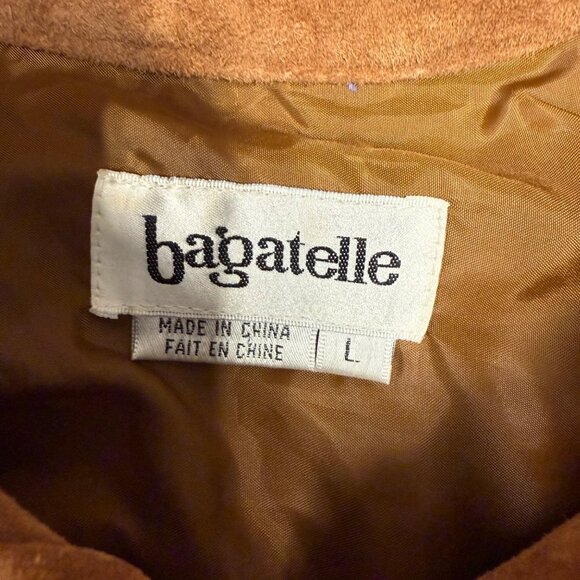 bagatelle
MADE IN CHINA
FAIT EN CHINE
L